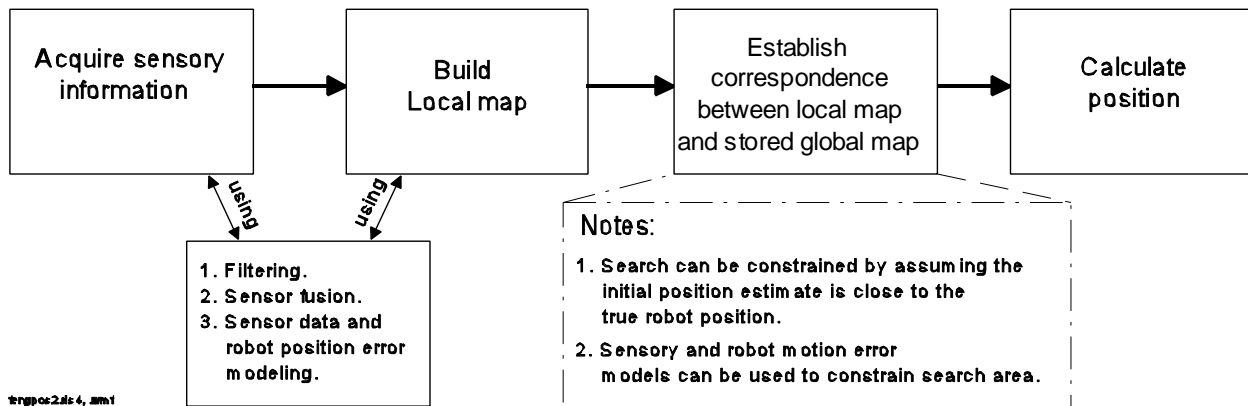 Acquire sensory
information
Build
Local map
Establish
correspondence
between local map
and stored global map
Calculate
position
using
using
1. Filtering.
2. Sensor fusion.
3. Sensor data and
robot position error
modeling.
Notes:
1. Search can be constrained by assuming the
initial position estimate is close to the
true robot position.
2. Sensory and robot motion error
models can be used to constrain search area.